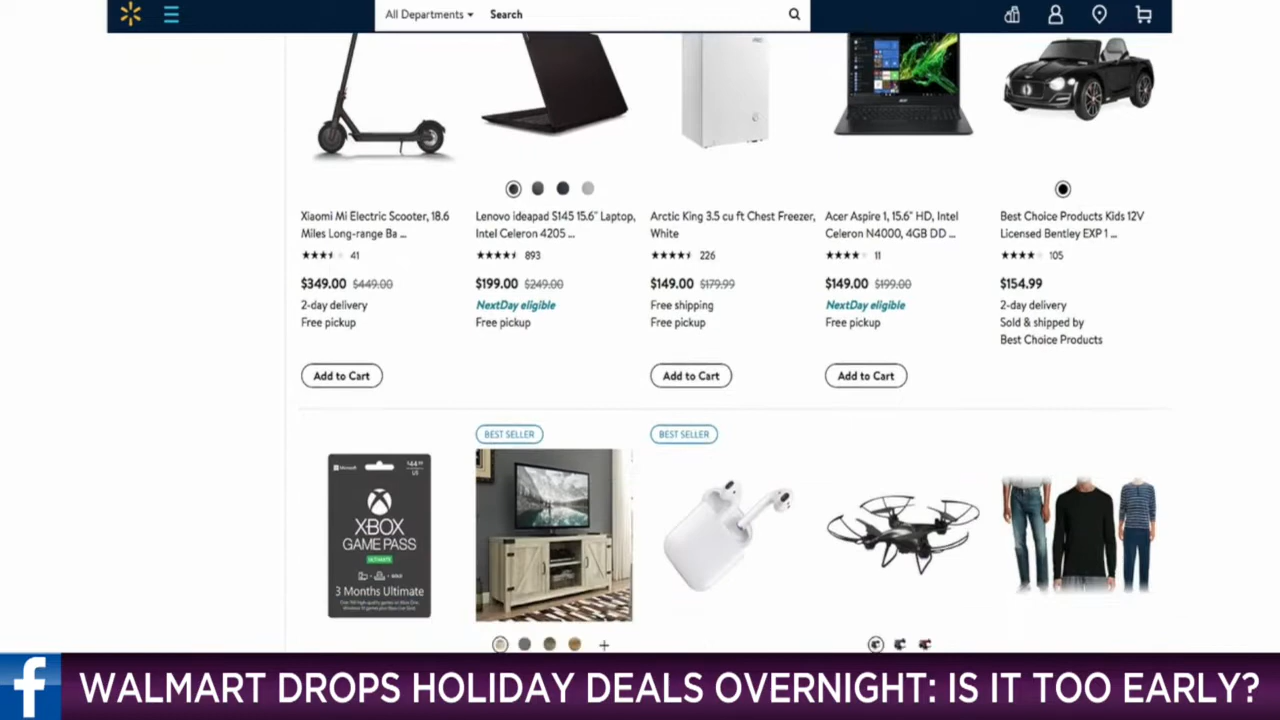 All Departments Search
Xiaomi Mi Electric Scooter, 18.6
Miles Long-range Ba ...
41
$349.00 $449.00
2-day delivery
Free pickup
Add to Cart
Lenovo ideapad S145 15.6" Laptop,
Intel Celeron 4205 ...
893
$199.00 $249.00
NextDay eligible
Free pickup
Arctic King 3.5 cu ft Chest Freezer,
White
226
$149.00 $179.99
Free shipping
Free pickup
Add to Cart
Acer Aspire 1, 15.6" HD, Intel
Celeron N4000, 4GB DD ...
11
$149.00 $199.00
NextDay eligible
Free pickup
Add to Cart
Best Choice Products Kids 12V
Licensed Bentley EXP 1 ...
105
$154.99
2-day delivery
Sold & shipped by
Best Choice Products
Microsoft
$44.99
US
XBOX
GAME PASS
ULTIMATE
3 Months Ultimate
BEST SELLER
BEST SELLER
WALMART DROPS HOLIDAY DEALS OVERNIGHT: IS IT TOO EARLY?